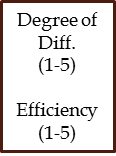 Degree of
Diff.
(1-5)
Efficiency
(1-5)